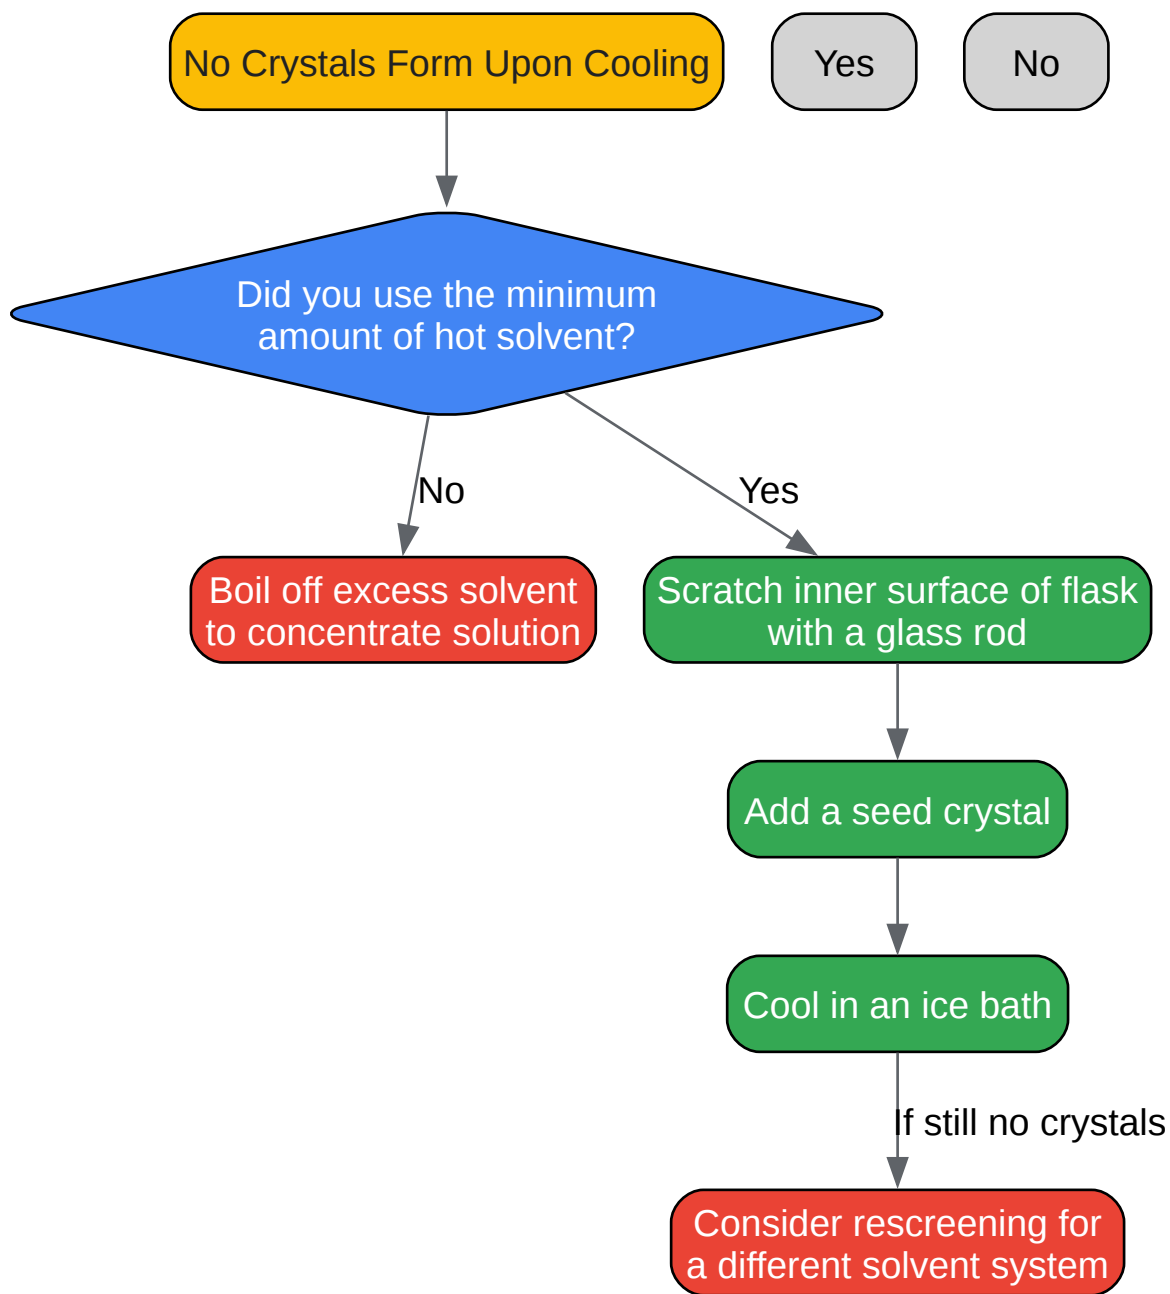 No Crystals Form Upon Cooling
Yes
No
Did you use the minimum
amount of hot solvent?
No
Yes
Boil off excess solvent
to concentrate solution
Scratch inner surface of flask
with a glass rod
Add a seed crystal
Cool in an ice bath
If still no crystals
Consider rescreening for
a different solvent system